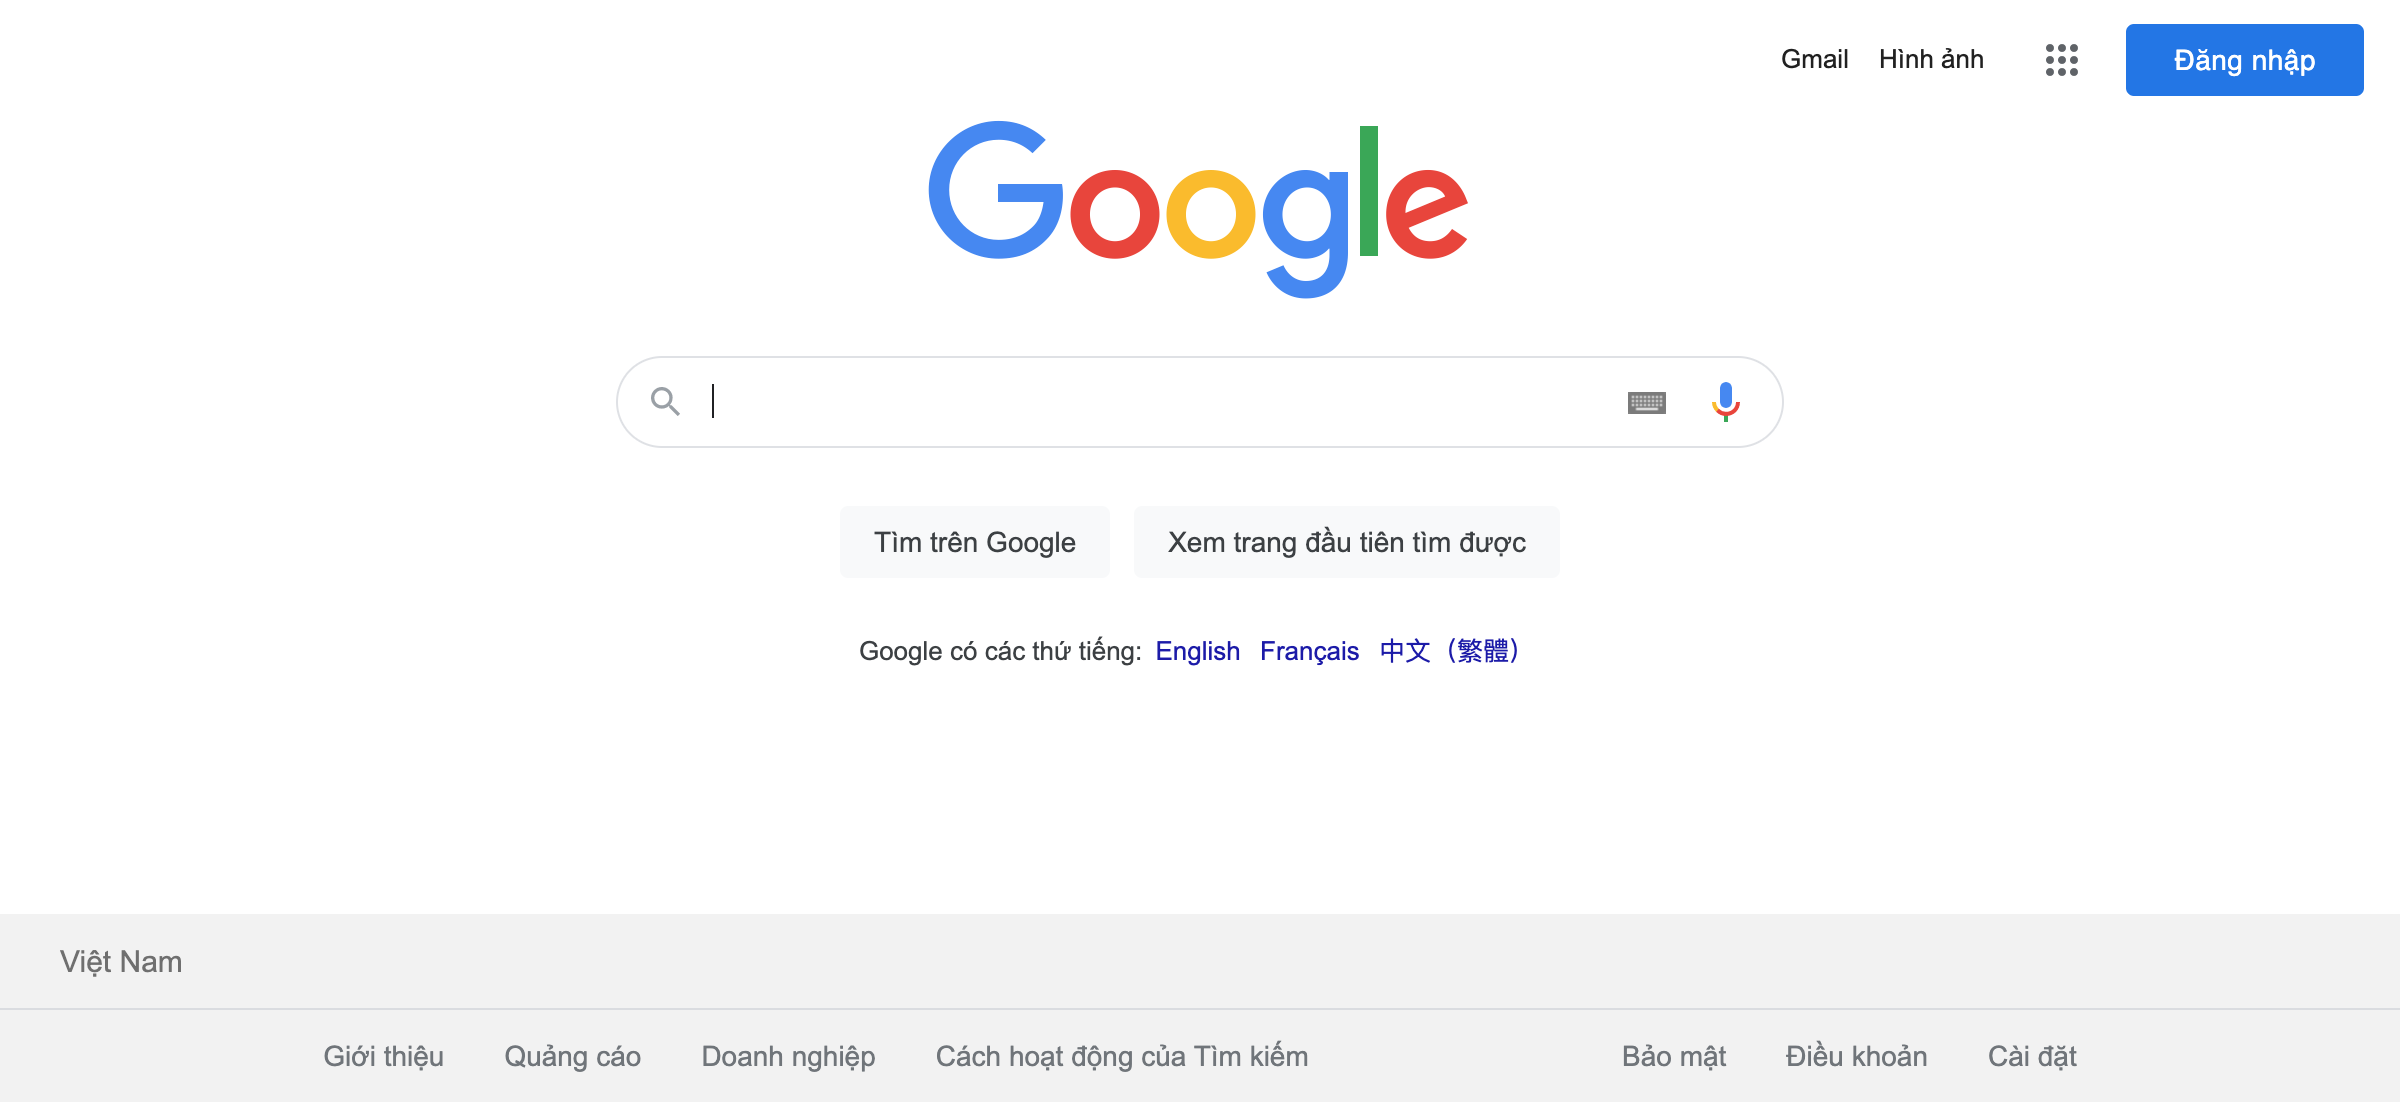 Gmail Hình ảnh Đăng nhập
Google
Tìm trên Google Xem trang đầu tiên tìm được
Google có các thứ tiếng: English Français 中文（繁體）
Việt Nam
Giới thiệu Quảng cáo Doanh nghiệp Cách hoạt động của Tìm kiếm Bảo mật Điều khoản Cài đặt